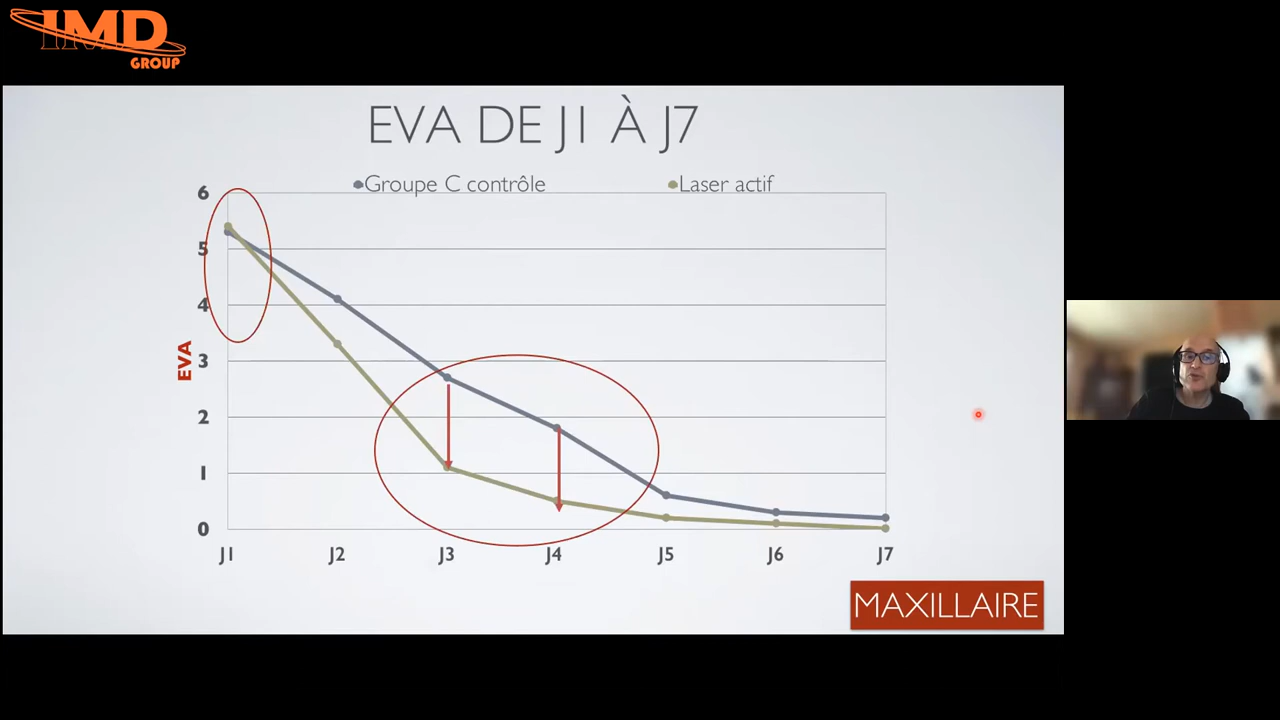 IMD
GROUP
EVA DE J1 À J7
Groupe C contrôle
Laser actif
6
5
4
3
2
1
0
EVA
J1
J2
J3
J4
J5
J6
J7
MAXILLAIRE